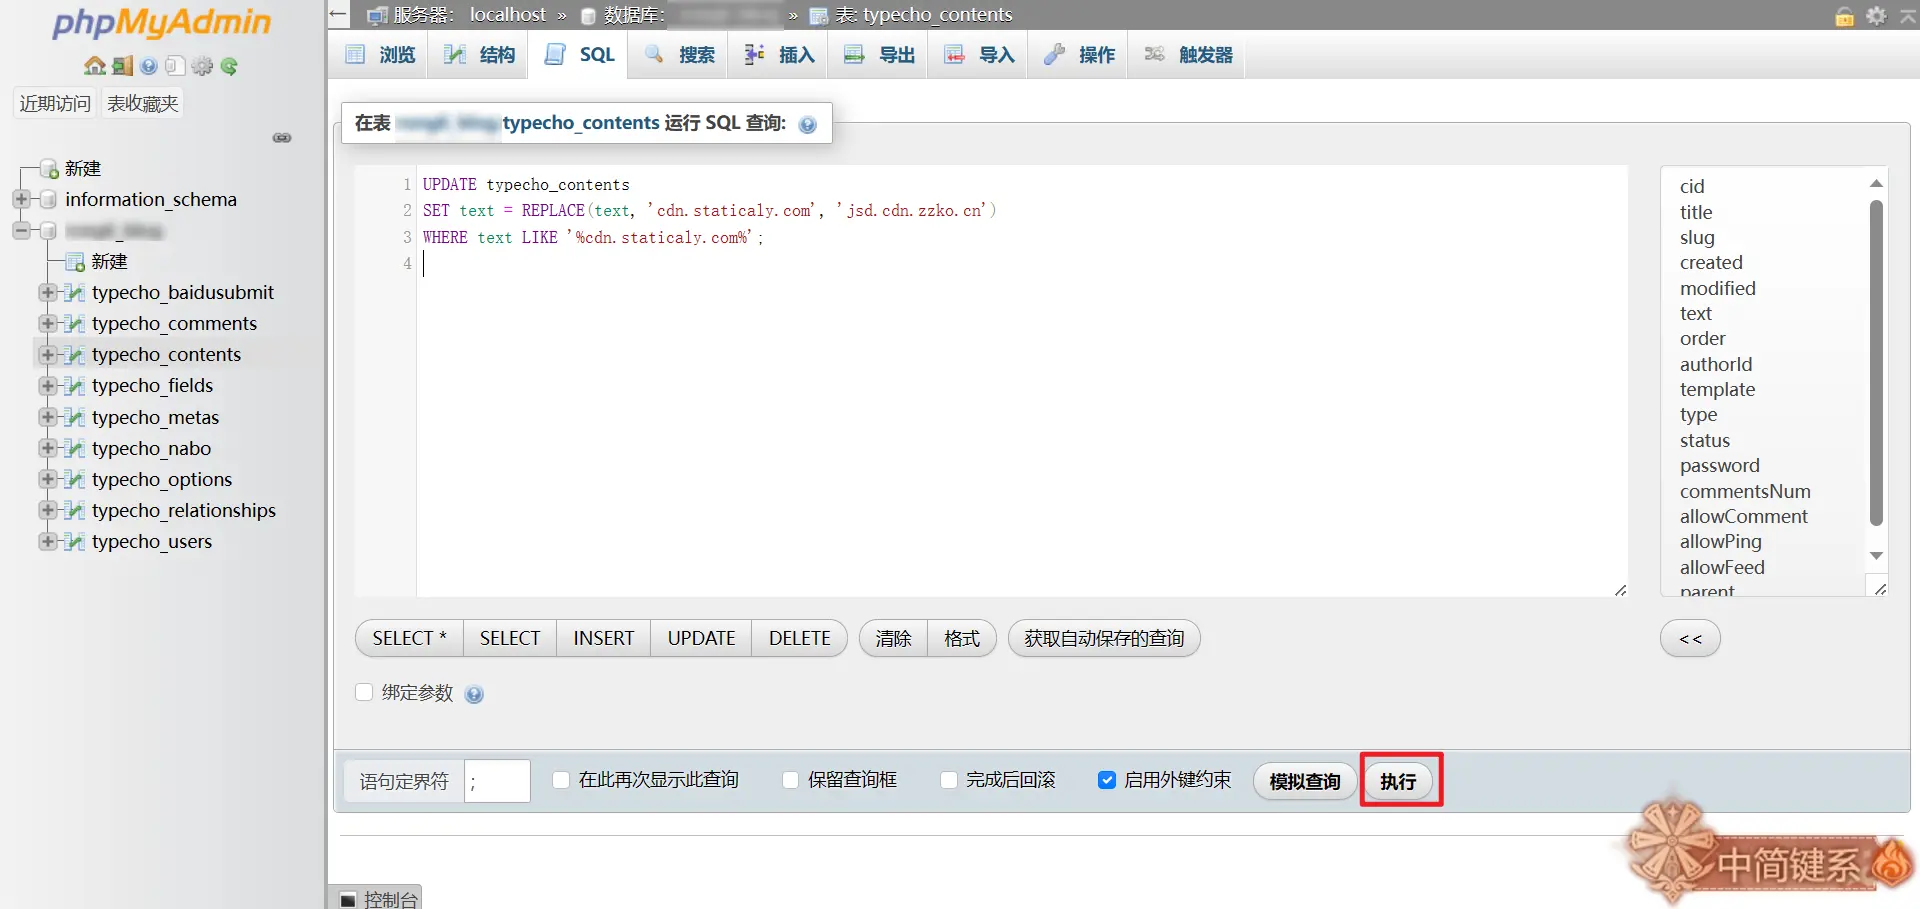 phpMyAdmin
近期访问 表收藏夹
新建
information_schema
新建
typecho_baidusubmit
typecho_comments
typecho_contents
typecho_fields
typecho_metas
typecho_nabo
typecho_options
typecho_relationships
typecho_users
← 服务器: localhost » 数据库: » 表: typecho_contents
浏览 结构 SQL 搜索 插入 导出 导入 操作 触发器
在表 typecho_contents 运行 SQL 查询:
1 UPDATE typecho_contents
2 SET text = REPLACE(text, 'cdn.staticaly.com', 'jsd.cdn.zzko.cn')
3 WHERE text LIKE '%cdn.staticaly.com%';
4
cid
title
slug
created
modified
text
order
authorId
template
type
status
password
commentsNum
allowComment
allowPing
allowFeed
parent
SELECT * SELECT INSERT UPDATE DELETE 清除 格式 获取自动保存的查询 <<
绑定参数
语句定界符 ; 在此再次显示此查询 保留查询框 完成后回滚 启用外键约束 模拟查询 执行
中简键系
控制台